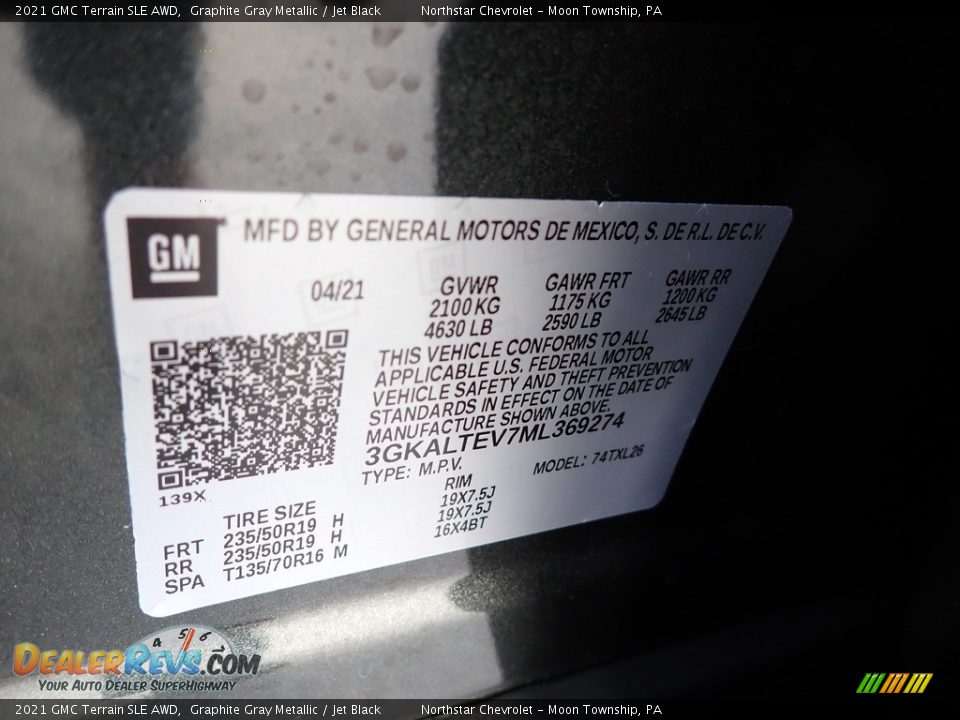 2021 GMC Terrain SLE AWD, Graphite Gray Metallic / Jet Black Northstar Chevrolet - Moon Township, PA
GM
MFD BY GENERAL MOTORS DE MEXICO, S. DE R.L. DE C.V.
04/21 GVWR GAWR FRT GAWR RR
2100 KG 1175 KG 1200 KG
4630 LB 2590 LB 2645 LB
THIS VEHICLE CONFORMS TO ALL
APPLICABLE U.S. FEDERAL MOTOR
VEHICLE SAFETY AND THEFT PREVENTION
STANDARDS IN EFFECT ON THE DATE OF
MANUFACTURE SHOWN ABOVE.
3GKALTEV7ML369274
TYPE: M.P.V. MODEL: 74TXL26
139X
TIRE SIZE RIM
FRT 235/50R19 H 19X7.5J
RR 235/50R19 H 19X7.5J
SPA T135/70R16 M 16X4BT
4 5 6
DEALERREVS.COM
YOUR AUTO DEALER SUPERHIGHWAY
2021 GMC Terrain SLE AWD, Graphite Gray Metallic / Jet Black Northstar Chevrolet - Moon Township, PA